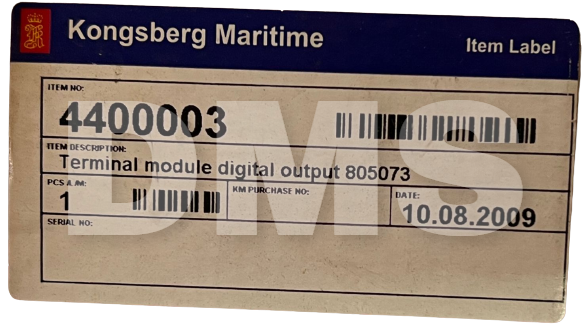 Kongsberg Maritime
Item Label
ITEM NO:
4400003
ITEM DESCRIPTION:
Terminal module digital output 805073
PCS A./M:
1
KM PURCHASE NO:
DATE:
10.08.2009
SERIAL NO:
DMS